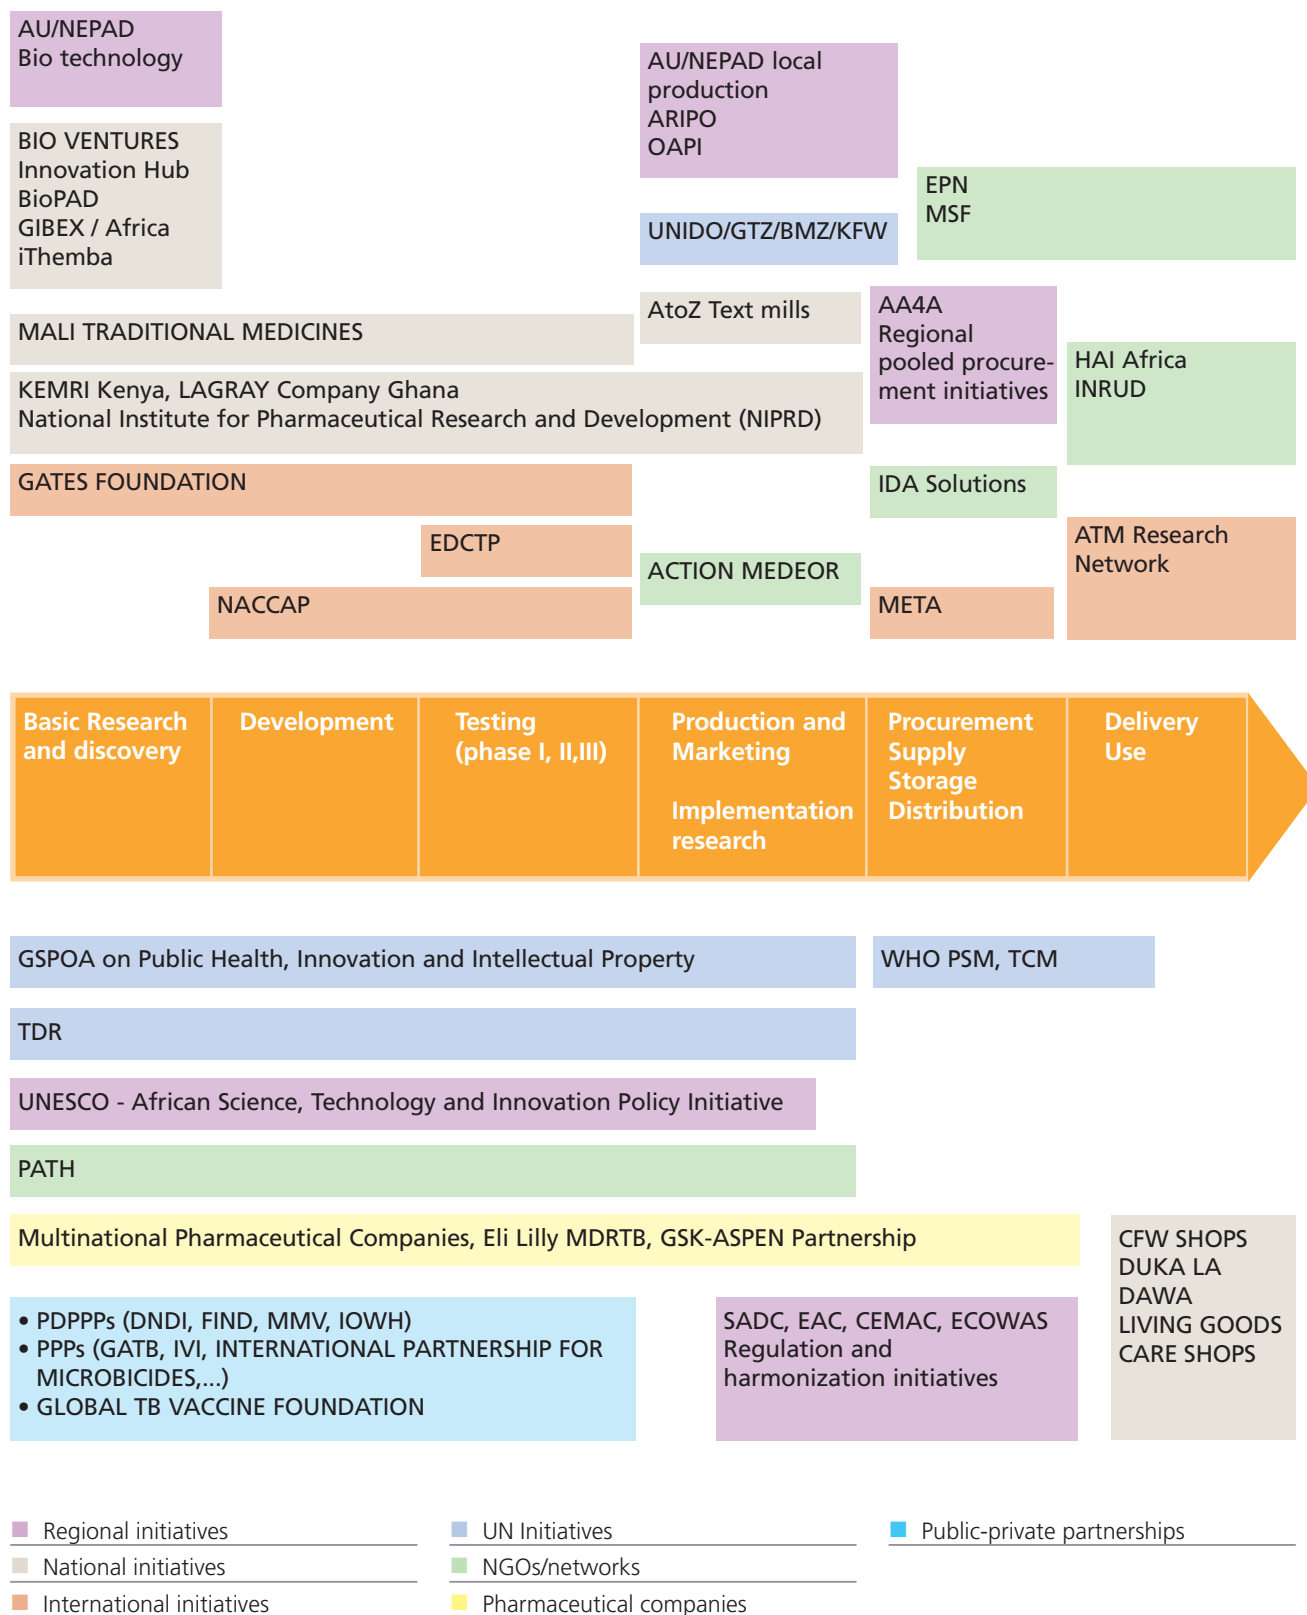 AU/NEPAD
Bio technology
BIO VENTURES
Innovation Hub
BioPAD
GIBEX / Africa
iThemba
AU/NEPAD local
production
ARIPO
OAPI
EPN
MSF
UNIDO/GTZ/BMZ/KFW
AtoZ Text mills
AA4A
Regional
pooled procure-
ment initiatives
HAI Africa
INRUD
MALI TRADITIONAL MEDICINES
KEMRI Kenya, LAGRAY Company Ghana
National Institute for Pharmaceutical Research and Development (NIPRD)
GATES FOUNDATION
IDA Solutions
EDCTP
ATM Research
Network
ACTION MEDEOR
NACCAP
META
Basic Research
and discovery
Development
Testing
(phase I, II,III)
Production and
Marketing
Implementation
research
Procurement
Supply
Storage
Distribution
Delivery
Use
GSPOA on Public Health, Innovation and Intellectual Property
WHO PSM, TCM
TDR
UNESCO - African Science, Technology and Innovation Policy Initiative
PATH
Multinational Pharmaceutical Companies, Eli Lilly MDRTB, GSK-ASPEN Partnership
CFW SHOPS
DUKA LA
DAWA
LIVING GOODS
CARE SHOPS
• PDPPPs (DNDI, FIND, MMV, IOWH)
• PPPs (GATB, IVI, INTERNATIONAL PARTNERSHIP FOR
MICROBICIDES,...)
• GLOBAL TB VACCINE FOUNDATION
SADC, EAC, CEMAC, ECOWAS
Regulation and
harmonization initiatives
Regional initiatives
National initiatives
International initiatives
UN Initiatives
NGOs/networks
Pharmaceutical companies
Public-private partnerships